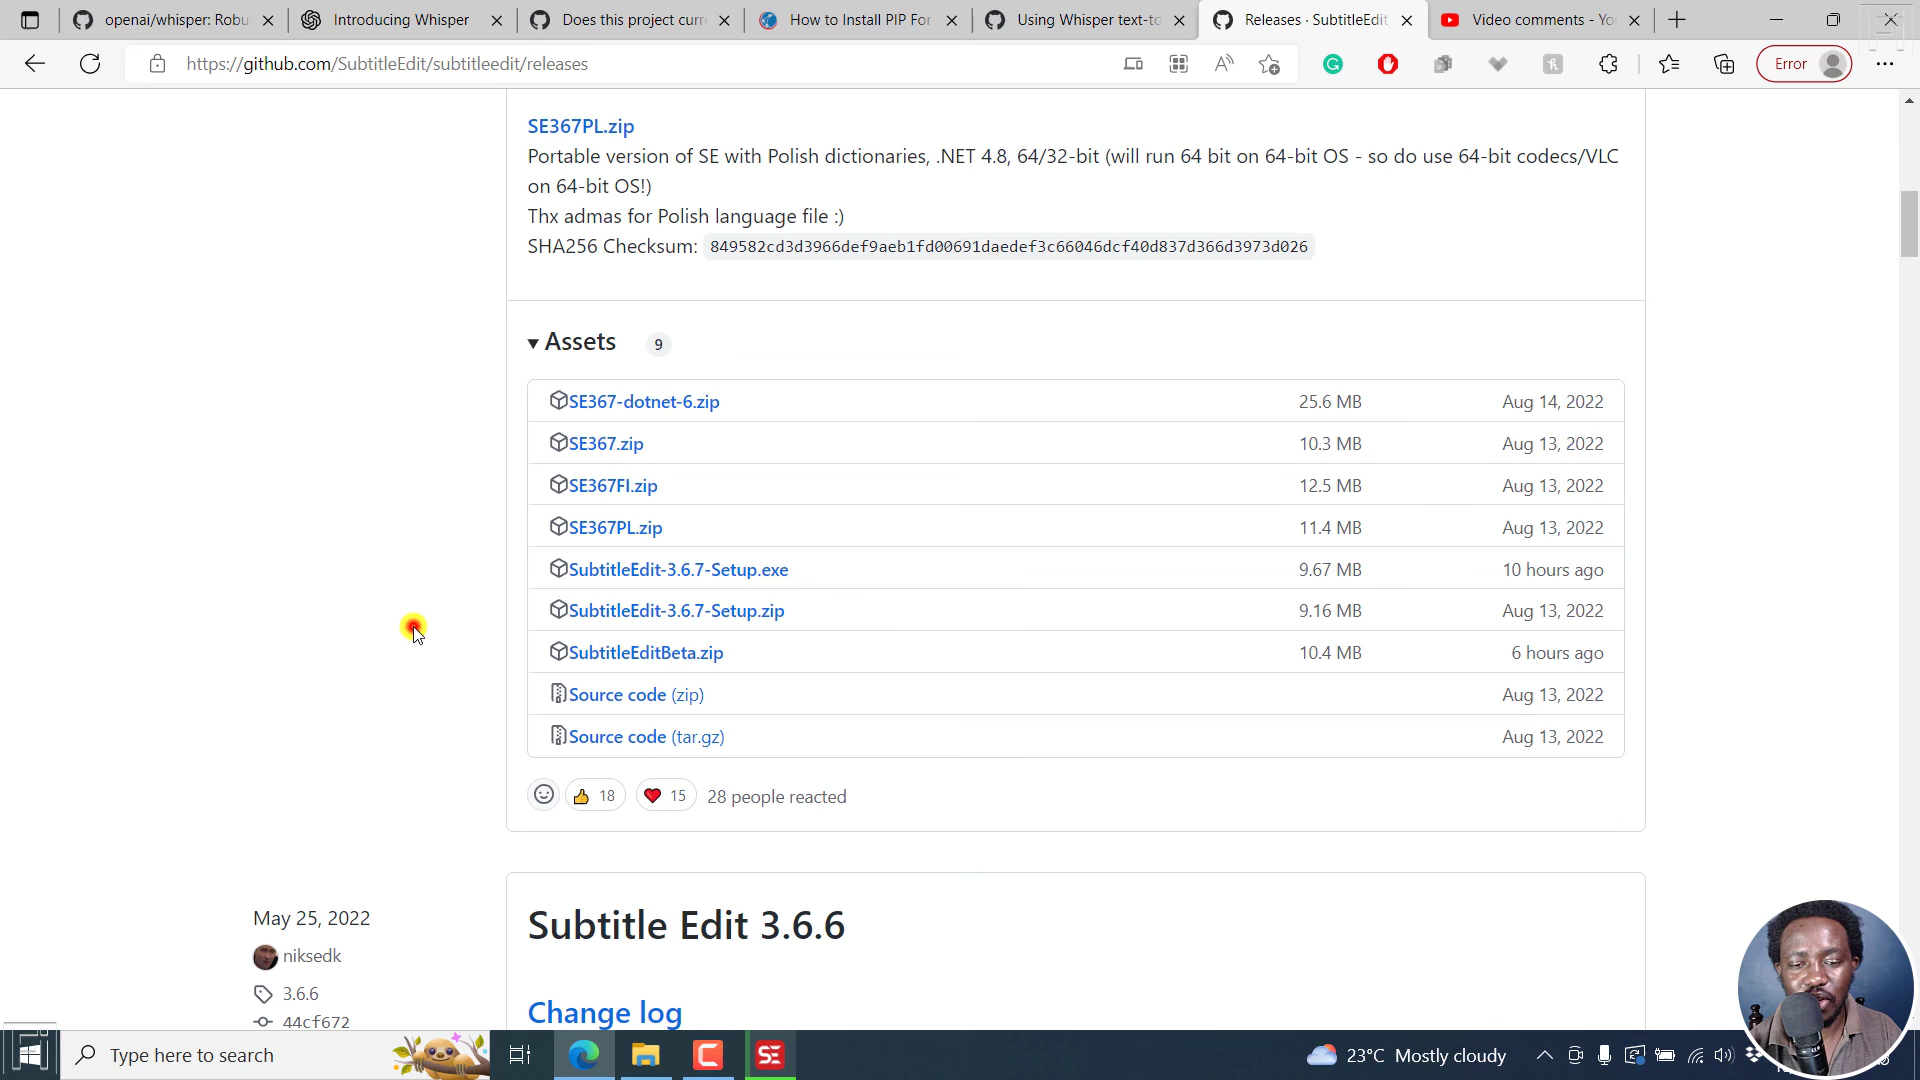 openai/whisper: Robu
Introducing Whisper
Does this project curr
How to Install PIP For
Using Whisper text-to
Releases · SubtitleEdit
Video comments - You
https://github.com/SubtitleEdit/subtitleedit/releases
Error
SE367PL.zip
Portable version of SE with Polish dictionaries, .NET 4.8, 64/32-bit (will run 64 bit on 64-bit OS - so do use 64-bit codecs/VLC
on 64-bit OS!)
Thx admas for Polish language file :)
SHA256 Checksum: 849582cd3d3966def9aeb1fd00691daedef3c66046dcf40d837d366d3973d026
Assets 9
SE367-dotnet-6.zip 25.6 MB Aug 14, 2022
SE367.zip 10.3 MB Aug 13, 2022
SE367FI.zip 12.5 MB Aug 13, 2022
SE367PL.zip 11.4 MB Aug 13, 2022
SubtitleEdit-3.6.7-Setup.exe 9.67 MB 10 hours ago
SubtitleEdit-3.6.7-Setup.zip 9.16 MB Aug 13, 2022
SubtitleEditBeta.zip 10.4 MB 6 hours ago
Source code (zip) Aug 13, 2022
Source code (tar.gz) Aug 13, 2022
18 15 28 people reacted
May 25, 2022
niksedk
3.6.6
44cf672
Subtitle Edit 3.6.6
Change log
Type here to search
SE
23°C Mostly cloudy